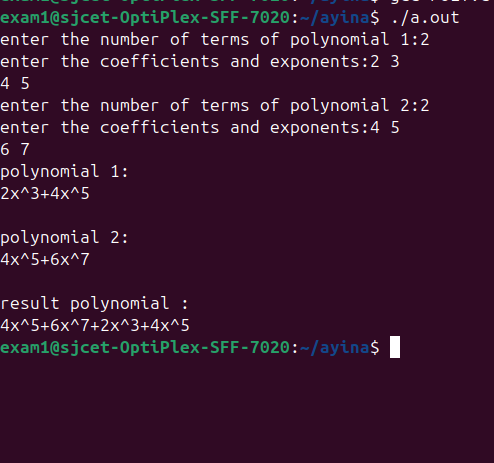 exam1@sjcet-OptiPlex-SFF-7020:~/ayina$ ./a.out
enter the number of terms of polynomial 1:2
enter the coefficients and exponents:2 3
4 5
enter the number of terms of polynomial 2:2
enter the coefficients and exponents:4 5
6 7
polynomial 1:
2x^3+4x^5
polynomial 2:
4x^5+6x^7
result polynomial :
4x^5+6x^7+2x^3+4x^5
exam1@sjcet-OptiPlex-SFF-7020:~/ayina$